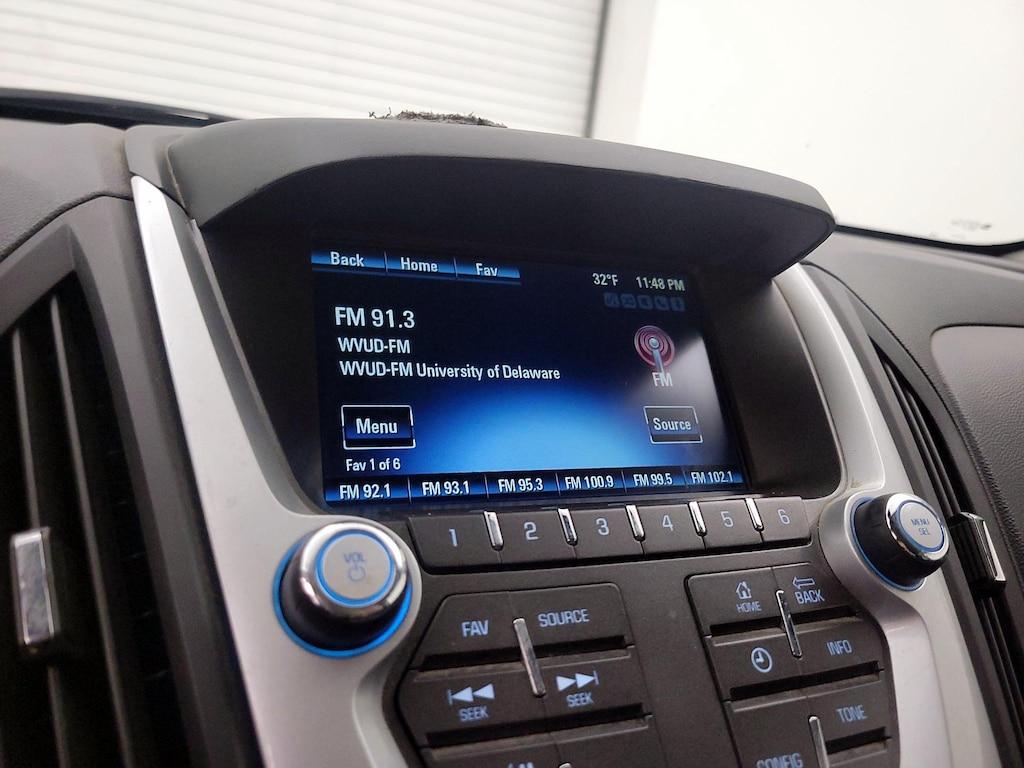 Back Home Fav
32°F 11:48 PM
FM 91.3
WVUD-FM
WVUD-FM University of Delaware
FM
Menu
Source
Fav 1 of 6
FM 92.1 FM 93.1 FM 95.3 FM 100.9 FM 99.5 FM 102.1
1 2 3 4 5 6
VOL
MENU
SEL
FAV SOURCE
HOME BACK
SEEK SEEK
INFO
TONE
CONFIG